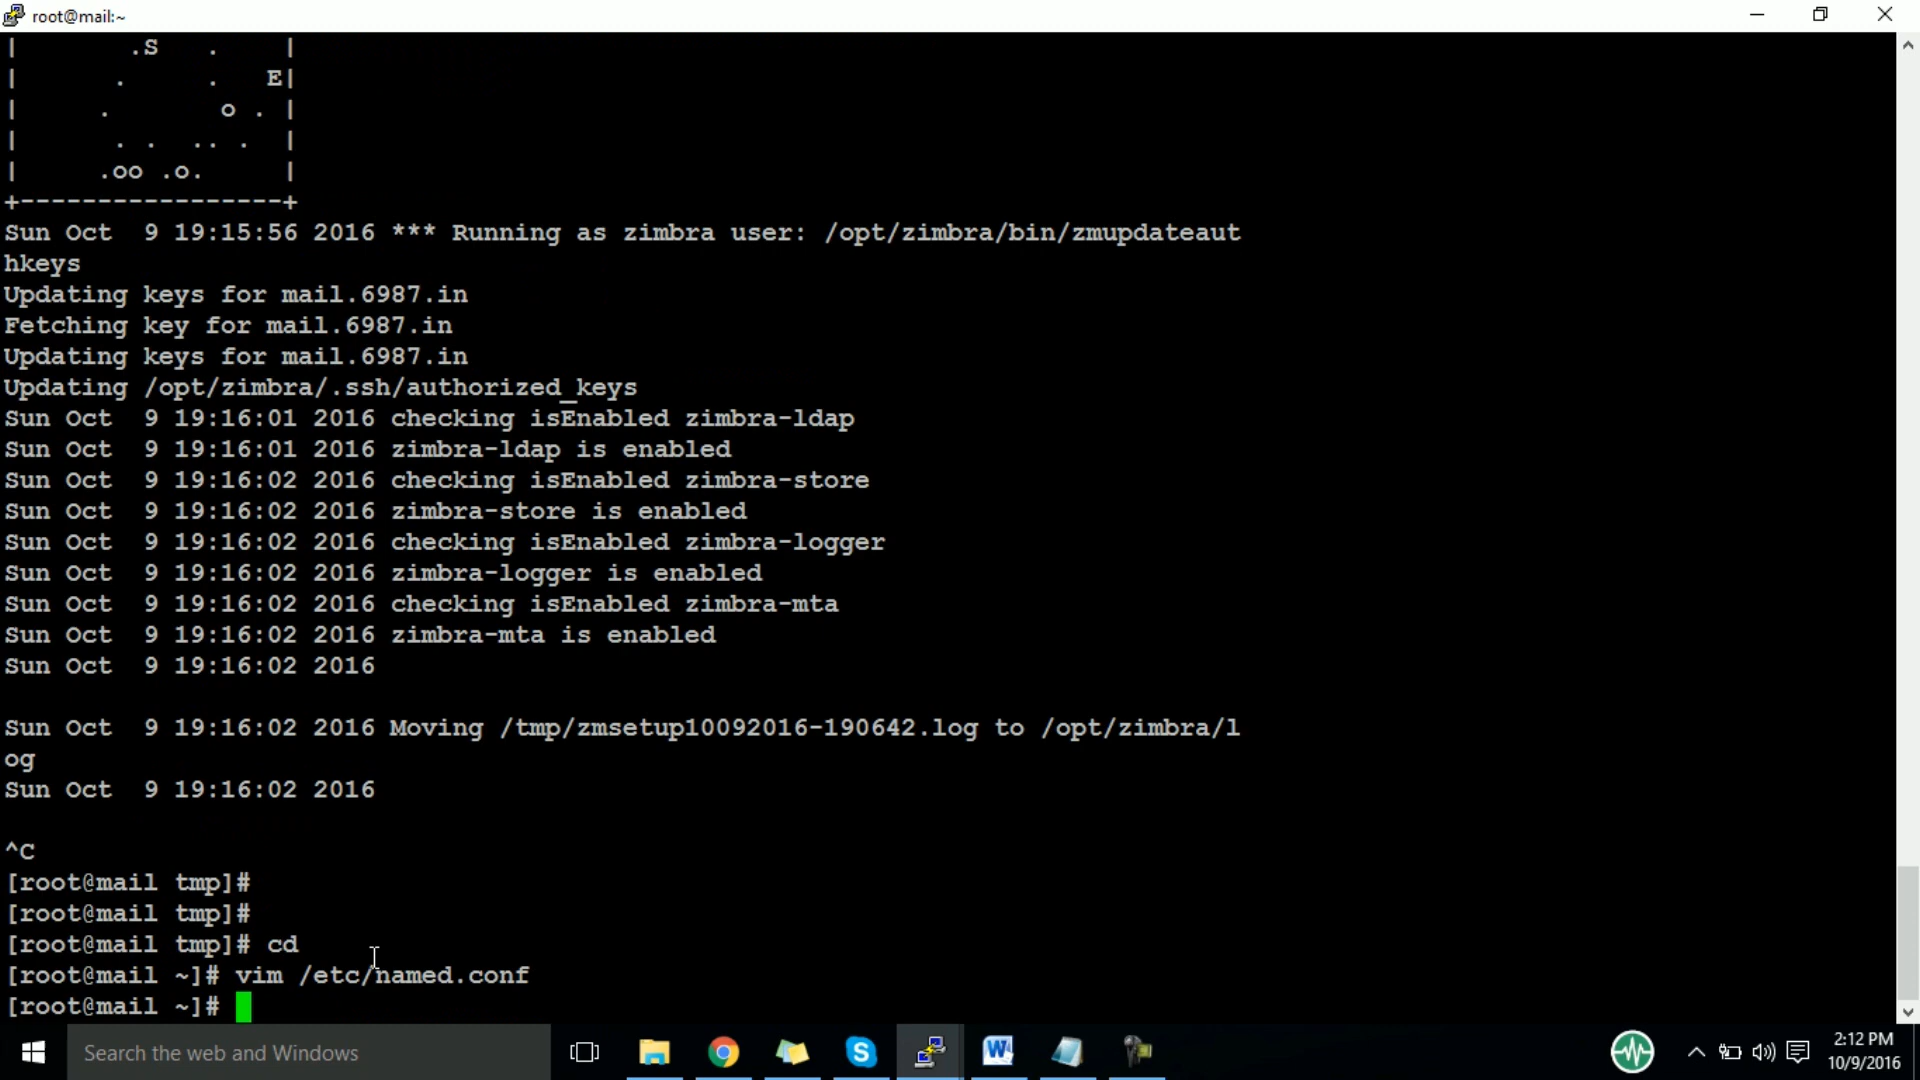 root@mail:~
| .S . |
| . . E|
| . o . |
| . . .. . |
| .oo .o. |
+-----------------+
Sun Oct 9 19:15:56 2016 *** Running as zimbra user: /opt/zimbra/bin/zmupdateaut
hkeys
Updating keys for mail.6987.in
Fetching key for mail.6987.in
Updating keys for mail.6987.in
Updating /opt/zimbra/.ssh/authorized_keys
Sun Oct 9 19:16:01 2016 checking isEnabled zimbra-ldap
Sun Oct 9 19:16:01 2016 zimbra-ldap is enabled
Sun Oct 9 19:16:02 2016 checking isEnabled zimbra-store
Sun Oct 9 19:16:02 2016 zimbra-store is enabled
Sun Oct 9 19:16:02 2016 checking isEnabled zimbra-logger
Sun Oct 9 19:16:02 2016 zimbra-logger is enabled
Sun Oct 9 19:16:02 2016 checking isEnabled zimbra-mta
Sun Oct 9 19:16:02 2016 zimbra-mta is enabled
Sun Oct 9 19:16:02 2016
Sun Oct 9 19:16:02 2016 Moving /tmp/zmsetup10092016-190642.log to /opt/zimbra/l
og
Sun Oct 9 19:16:02 2016
^C
[root@mail tmp]#
[root@mail tmp]#
[root@mail tmp]# cd
[root@mail ~]# vim /etc/named.conf
[root@mail ~]#
Search the web and Windows
2:12 PM
10/9/2016